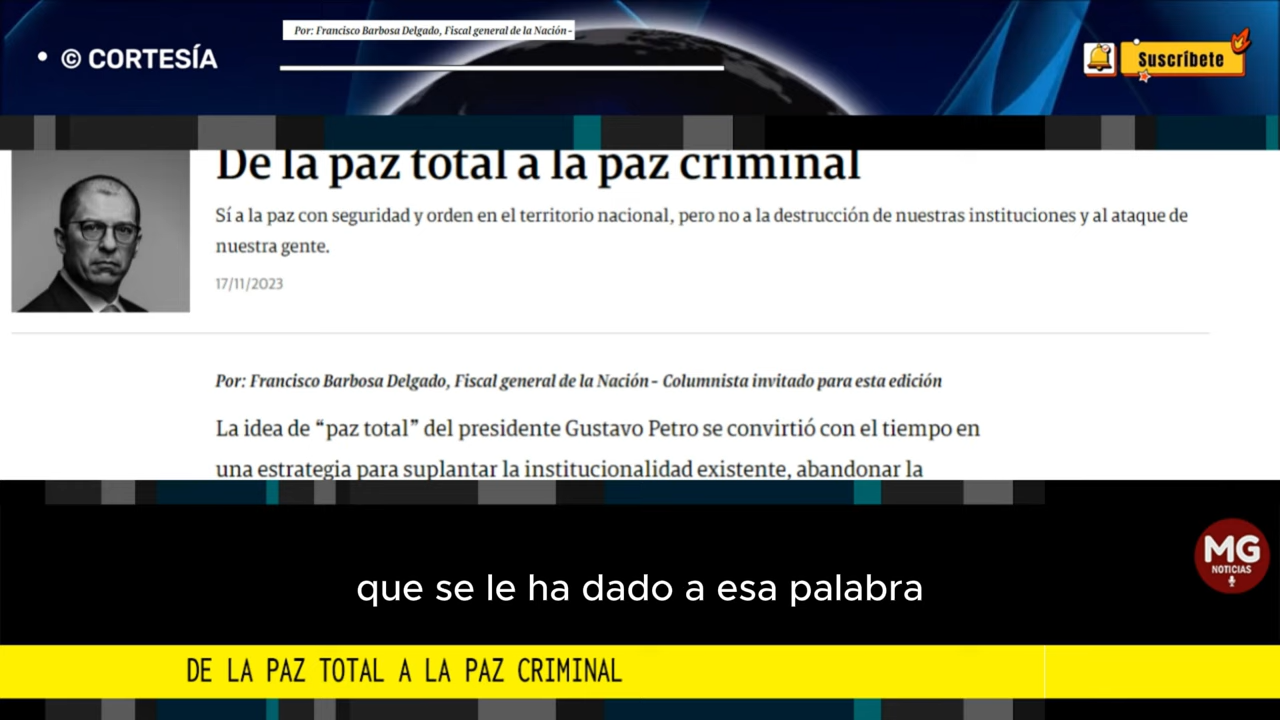 Por: Francisco Barbosa Delgado, Fiscal general de la Nación -
• © CORTESÍA
Suscríbete
De la paz total a la paz criminal
Sí a la paz con seguridad y orden en el territorio nacional, pero no a la destrucción de nuestras instituciones y al ataque de
nuestra gente.
17/11/2023
Por: Francisco Barbosa Delgado, Fiscal general de la Nación - Columnista invitado para esta edición
La idea de “paz total” del presidente Gustavo Petro se convirtió con el tiempo en
una estrategia para suplantar la institucionalidad existente, abandonar la
MG
NOTICIAS
que se le ha dado a esa palabra
DE LA PAZ TOTAL A LA PAZ CRIMINAL